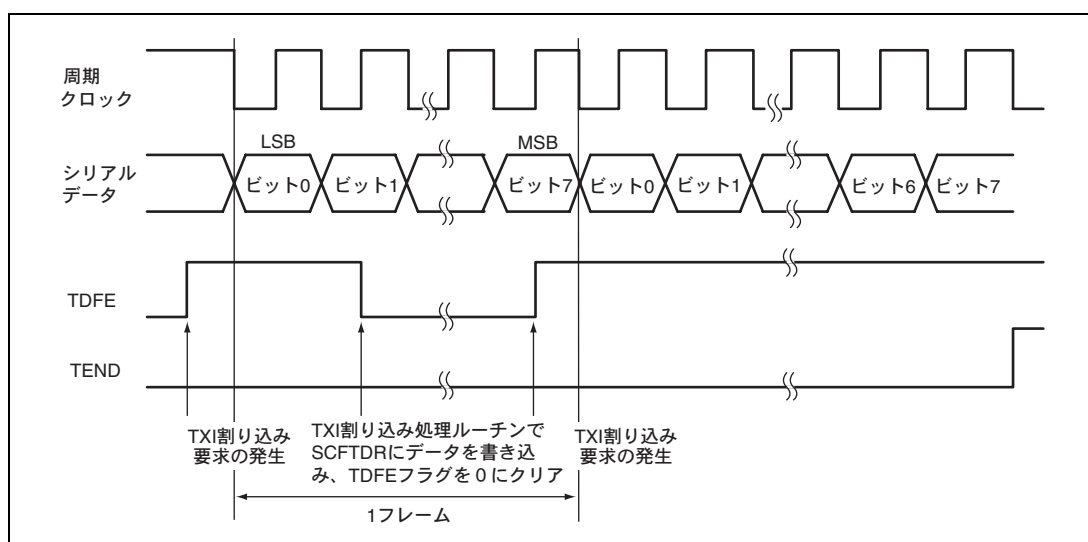 周期
クロック
LSB
MSB
シリアル
データ
ビット0
ビット1
ビット7
ビット0
ビット1
ビット6
ビット7
TDFE
TEND
TXI割り込み
要求の発生
TXI割り込み処理ルーチンで
SCFTDRにデータを書き込
み、TDFEフラグを0にクリア
TXI割り込み
要求の発生
1フレーム